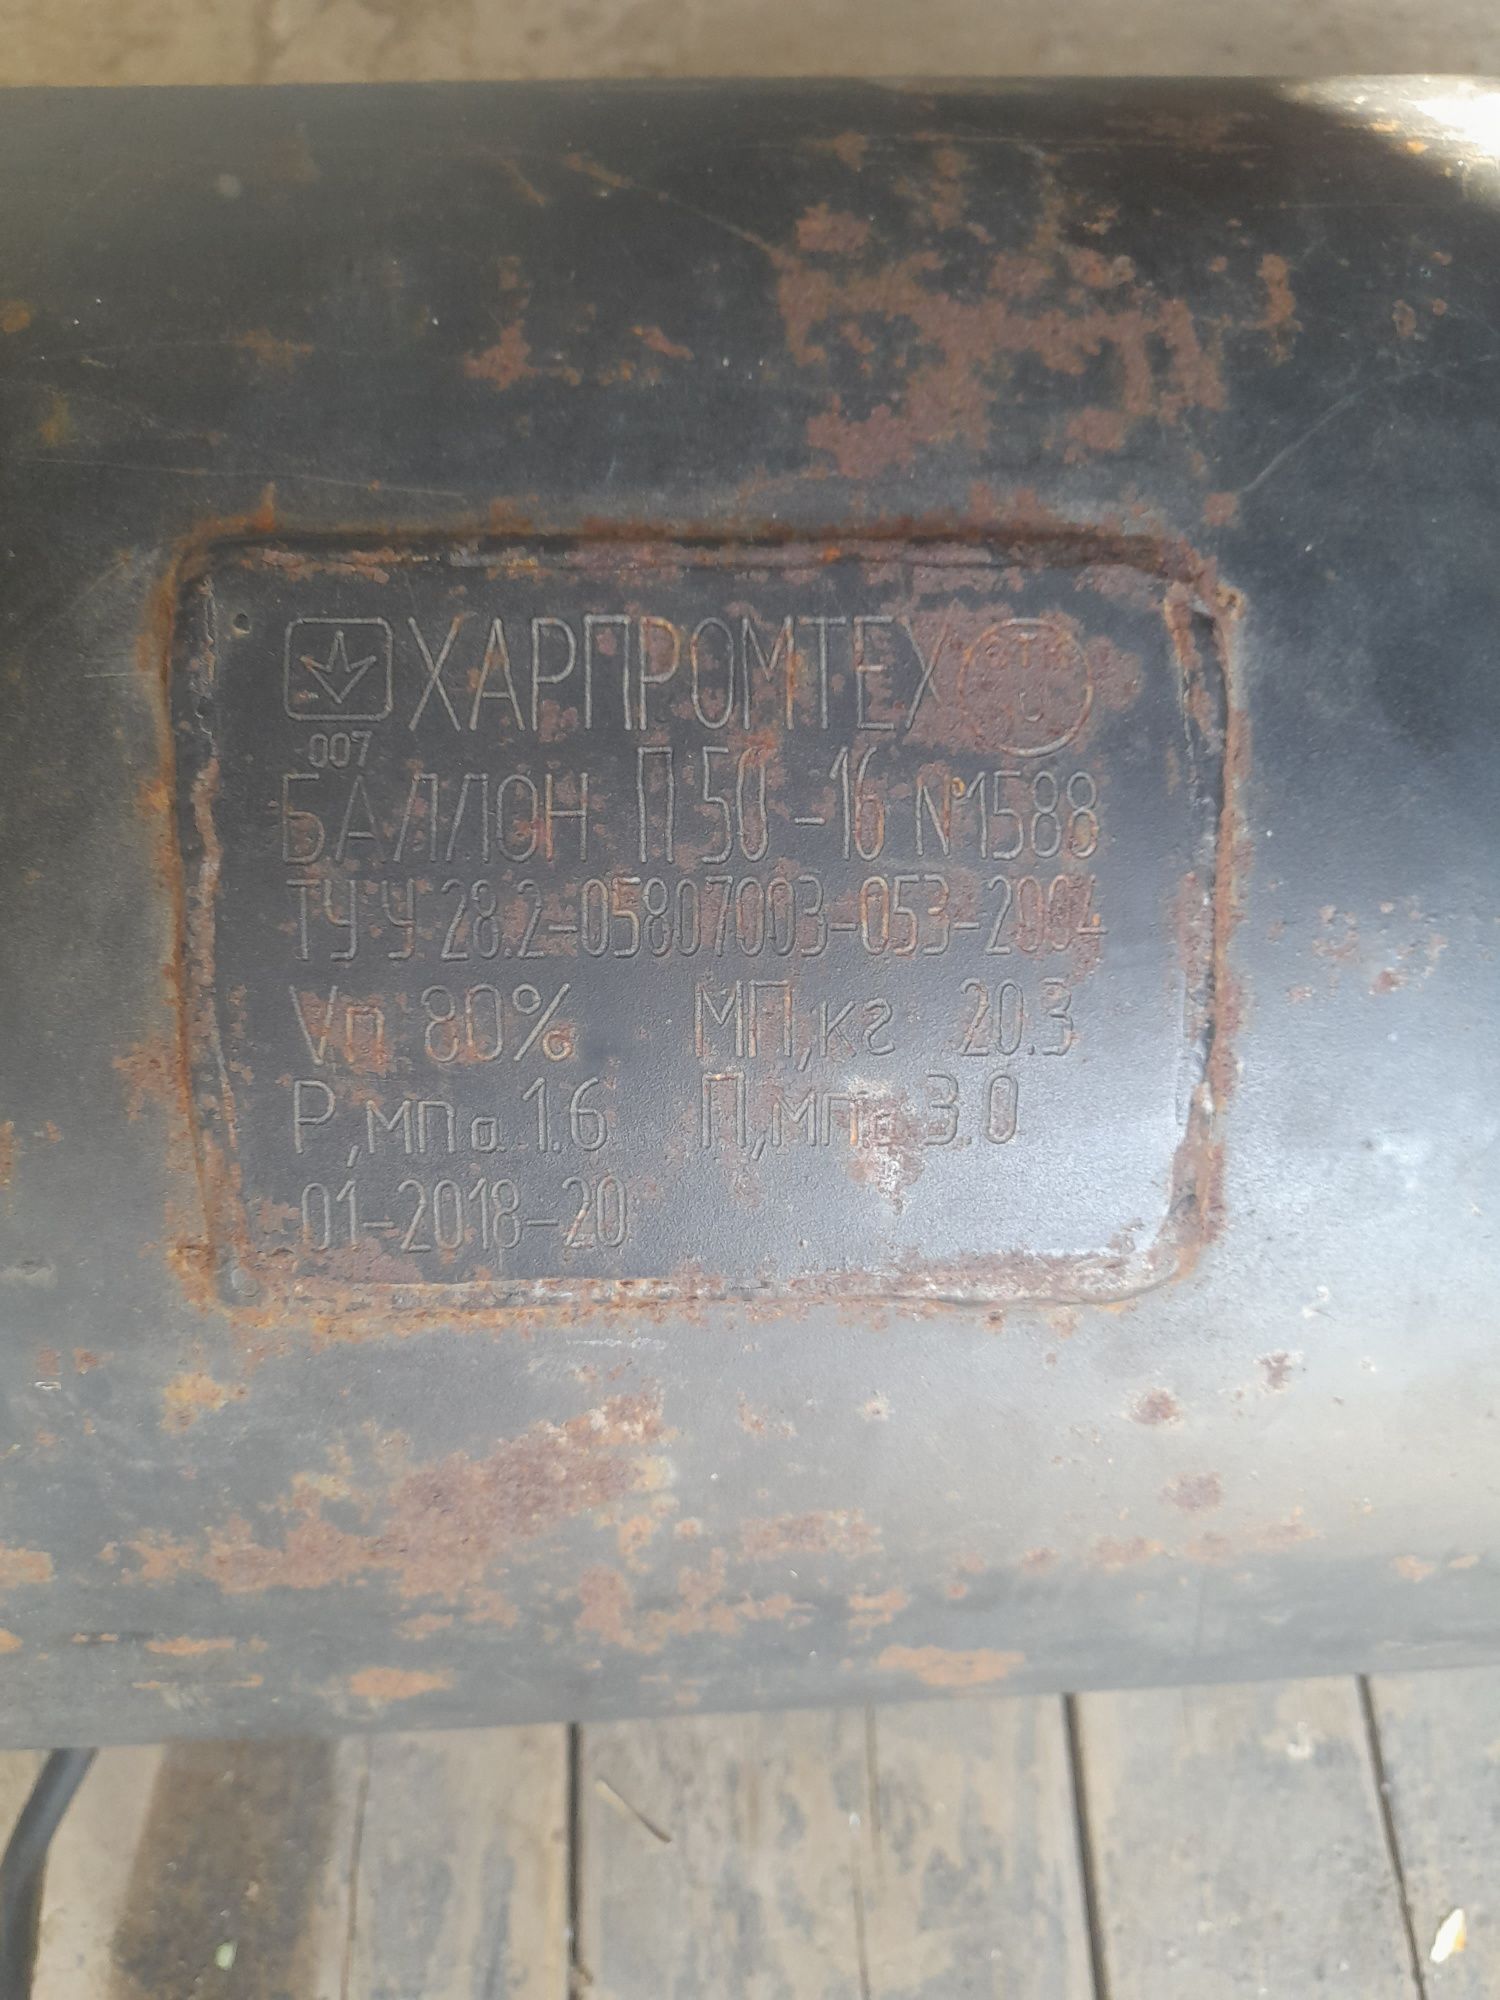 ХАРПРОМТЕХ ОТК
007
БАЛЛОН П 50-16 №1588
ТУ У 28.2-05807003-053-2004
Vп 80% МП,кг 20.3
Р,мпа 1.6 П,мпа 3.0
01-2018-20